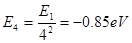 E₄ = E₁/4² = −0.85eV